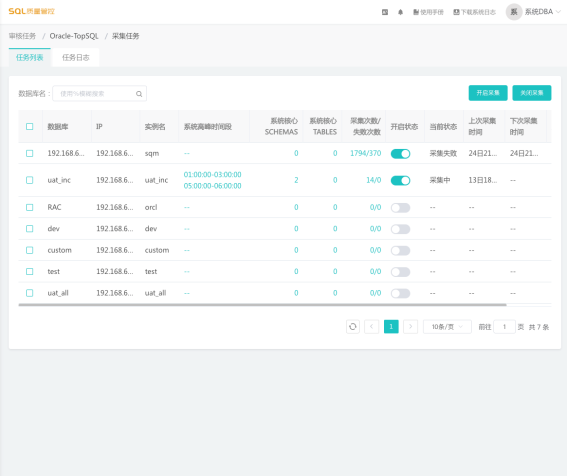 SQL质量管控
使用手册 下载系统日志 系 系统DBA
审核任务 / Oracle-TopSQL / 采集任务
任务列表 任务日志
数据库名: 使用%模糊搜索 开启采集 关闭采集
数据库 IP 实例名 系统高峰时间段 系统核心SCHEMAS 系统核心TABLES 采集次数/失败次数 开启状态 当前状态 上次采集时间 下次采集时间
192.168.6... 192.168.6... sqm -- 0 0 1794/370 采集失败 24日21... 24日21...
uat_inc 192.168.6... uat_inc 01:00:00-03:00:00 05:00:00-06:00:00 2 0 14/0 采集中 13日18... --
RAC 192.168.6... orcl -- 0 0 0/0 -- -- --
dev 192.168.6... dev -- 0 0 0/0 -- -- --
custom 192.168.6... custom -- 0 0 0/0 -- -- --
test 192.168.6... test -- 0 0 0/0 -- -- --
uat_all 192.168.6... uat_all -- 0 0 0/0 -- -- --
1 10条/页 前往 1 页 共 7 条